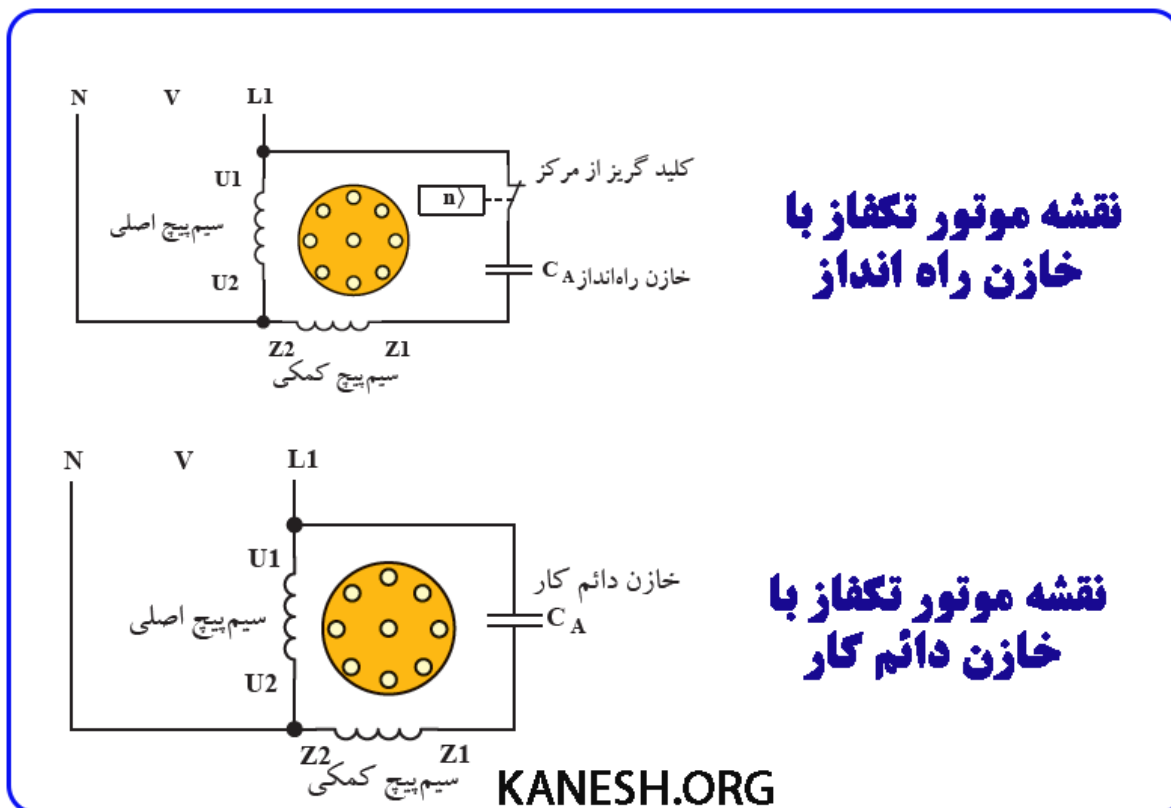 N V L1
U1
سیم‌پیچ اصلی
U2
n⟩
کلید گریز از مرکز
CA خازن راه‌انداز
Z2 Z1
سیم‌پیچ کمکی
نقشه موتور تکفاز با
خازن راه انداز
N V L1
U1
سیم‌پیچ اصلی
U2
خازن دائم کار
CA
Z2 Z1
سیم‌پیچ کمکی
نقشه موتور تکفاز با
خازن دائم کار
KANESH.ORG